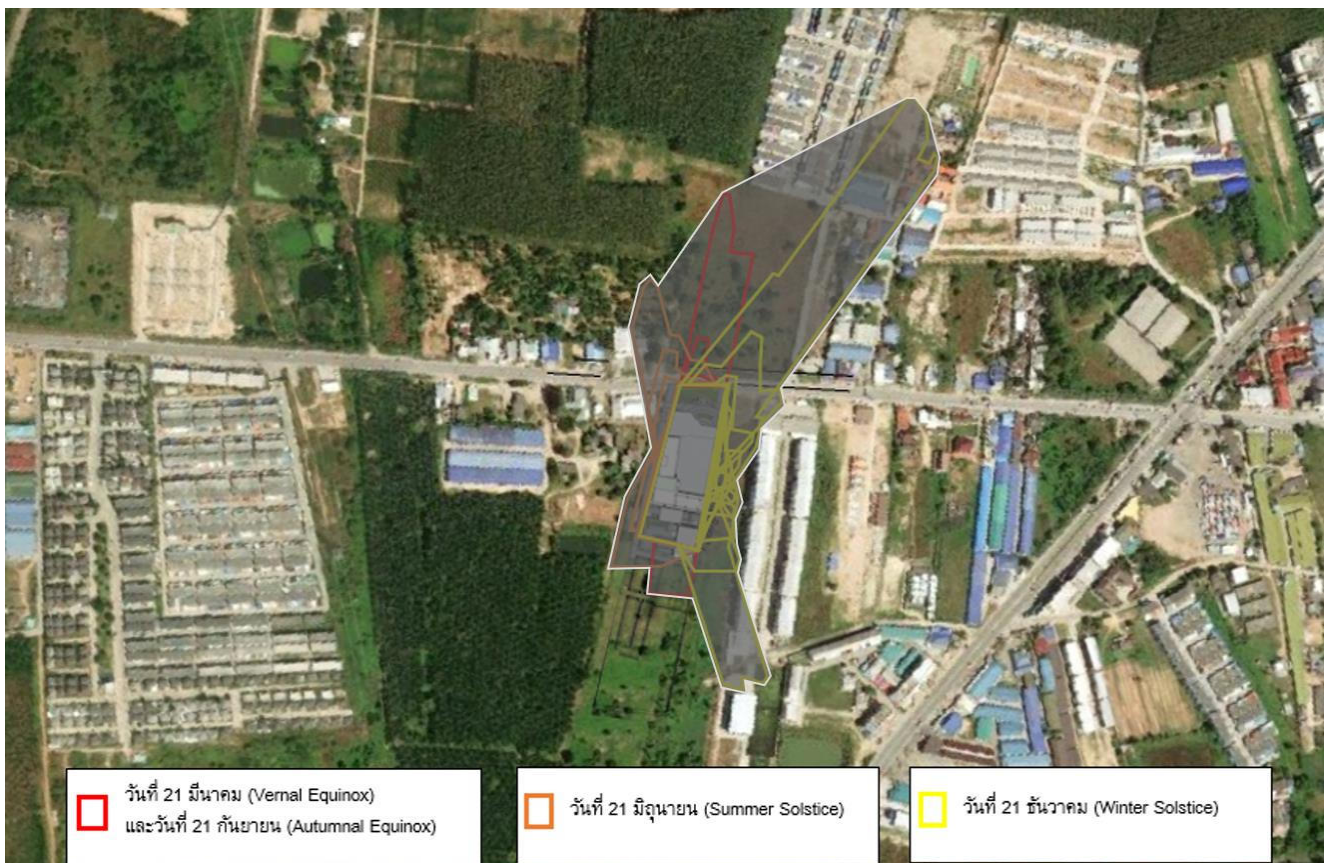 วันที่ 21 มีนาคม (Vernal Equinox)
และวันที่ 21 กันยายน (Autumnal Equinox)
วันที่ 21 มิถุนายน (Summer Solstice)
วันที่ 21 ธันวาคม (Winter Solstice)